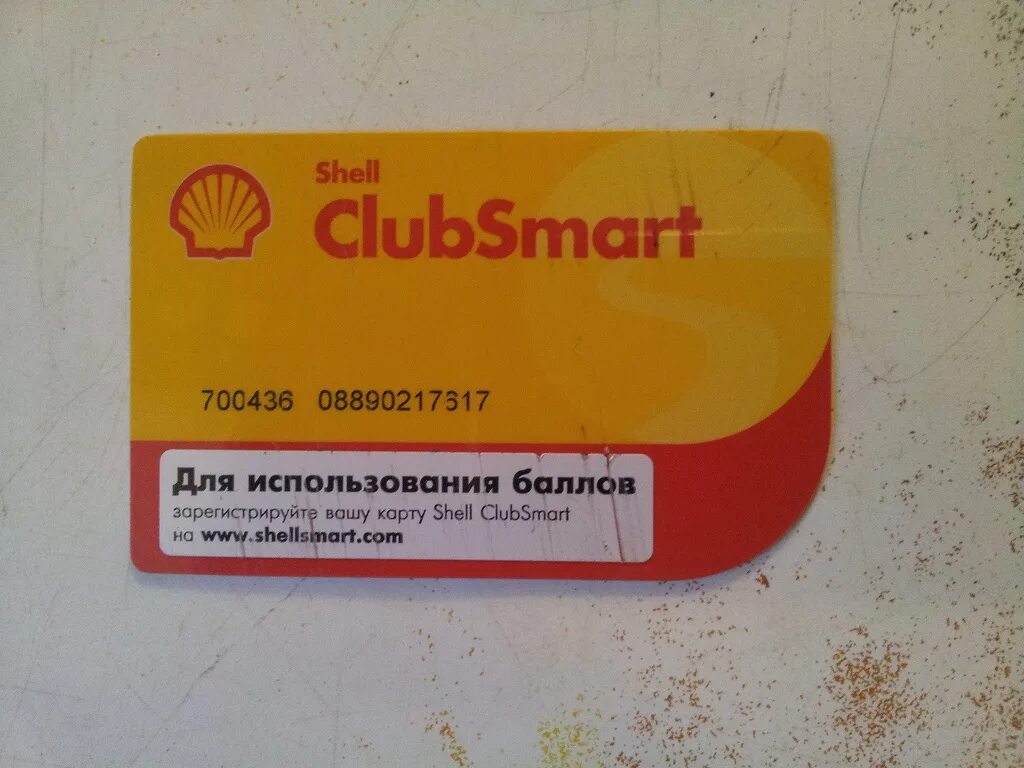 Shell
ClubSmart
700436 08890217617
Для использования баллов
зарегистрируйте вашу карту Shell ClubSmart
на www.shellsmart.com